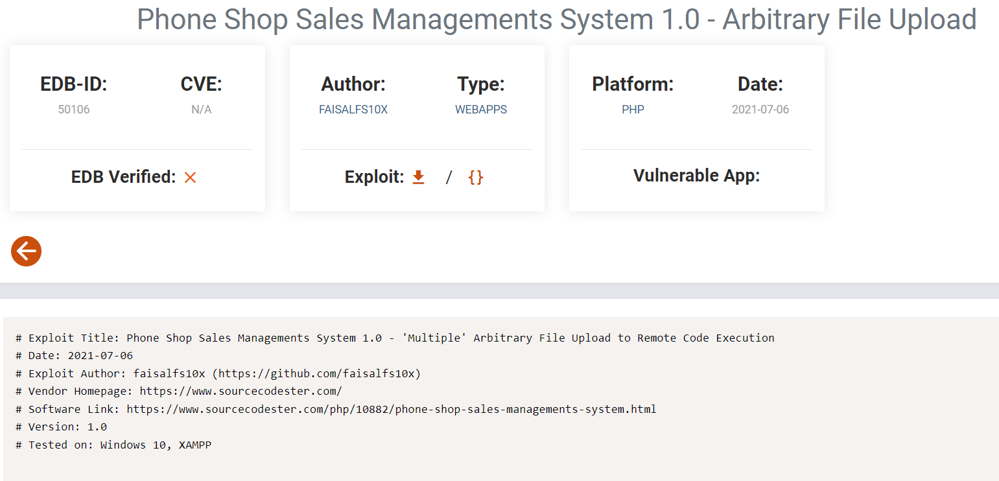 Phone Shop Sales Managements System 1.0 - Arbitrary File Upload
EDB-ID:
50106
CVE:
N/A
EDB Verified:
Author:
FAISALFS10X
Type:
WEBAPPS
Exploit: / {}
Platform:
PHP
Date:
2021-07-06
Vulnerable App:
# Exploit Title: Phone Shop Sales Managements System 1.0 - 'Multiple' Arbitrary File Upload to Remote Code Execution
# Date: 2021-07-06
# Exploit Author: faisalfs10x (https://github.com/faisalfs10x)
# Vendor Homepage: https://www.sourcecodester.com/
# Software Link: https://www.sourcecodester.com/php/10882/phone-shop-sales-managements-system.html
# Version: 1.0
# Tested on: Windows 10, XAMPP